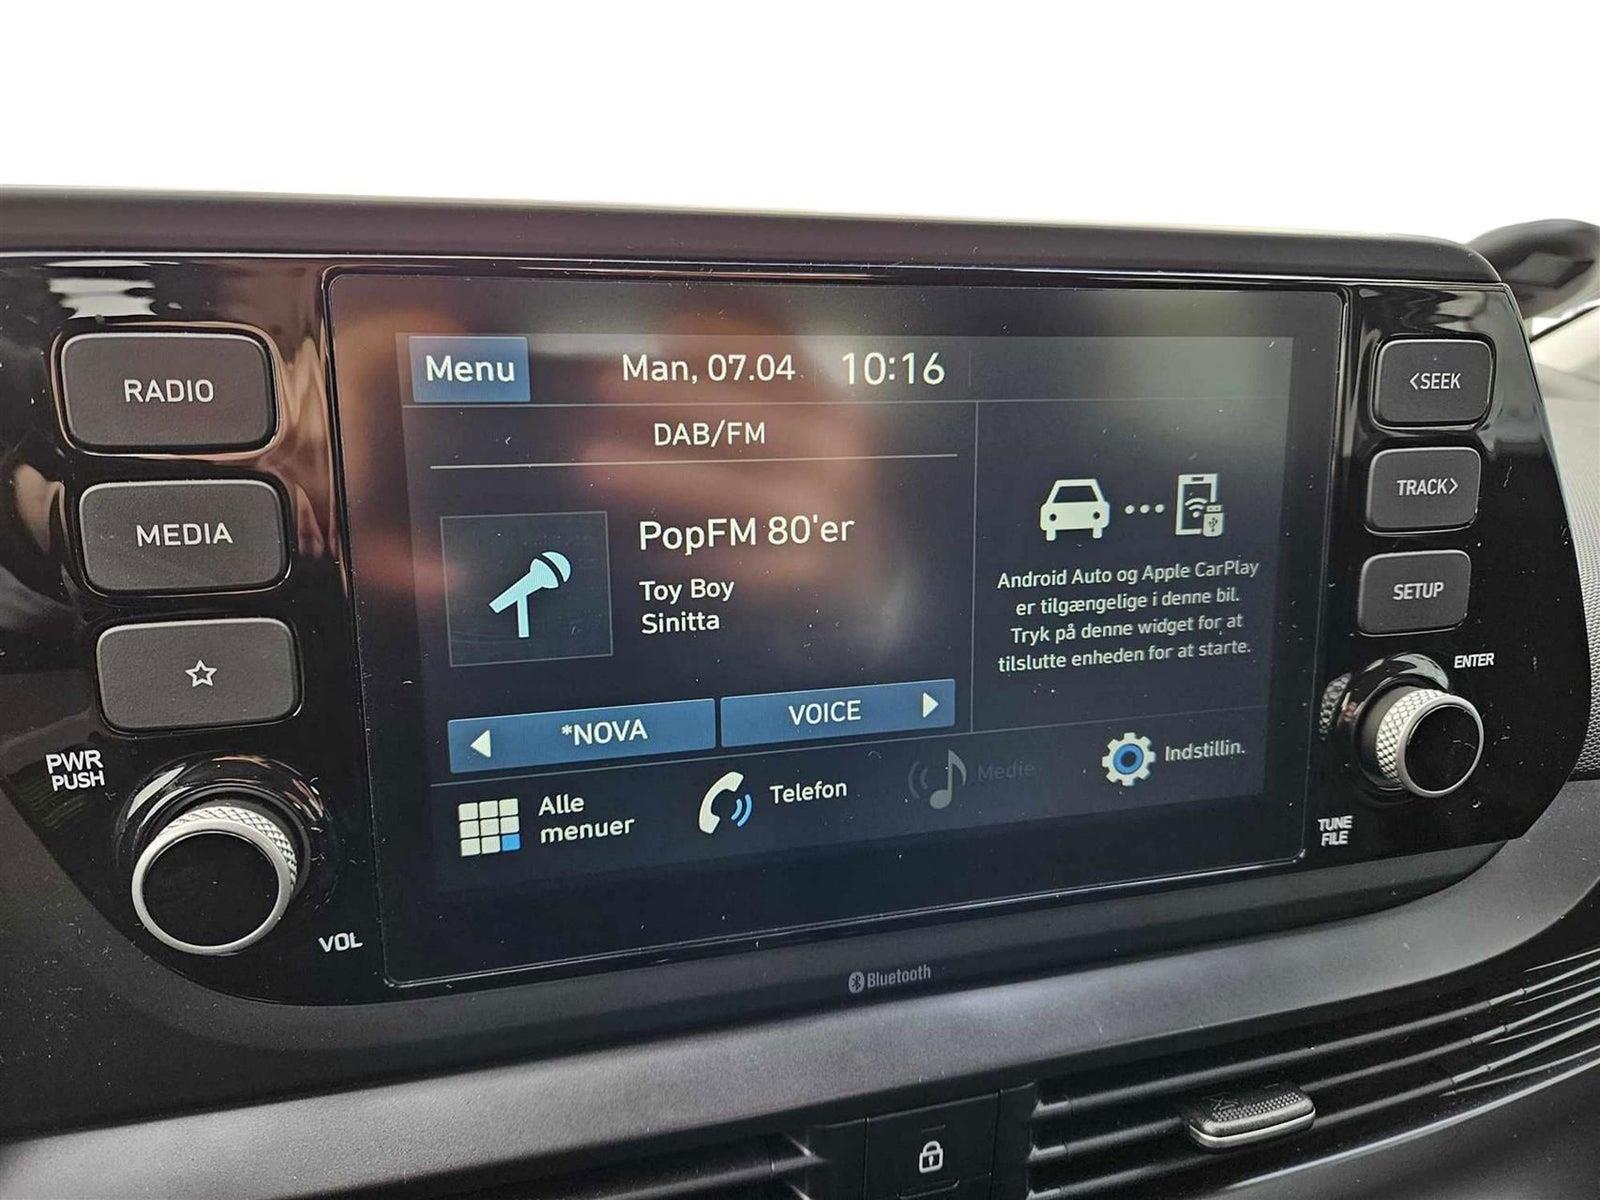 RADIO
MEDIA
PWR
PUSH
VOL
Menu
Man, 07.04
10:16
DAB/FM
PopFM 80'er
Toy Boy
Sinitta
*NOVA
VOICE
Android Auto og Apple CarPlay
er tilgængelige i denne bil.
Tryk på denne widget for at
tilslutte enheden for at starte.
Alle
menuer
Telefon
Medie
Indstillin.
<SEEK
TRACK>
SETUP
ENTER
TUNE
FILE
Bluetooth